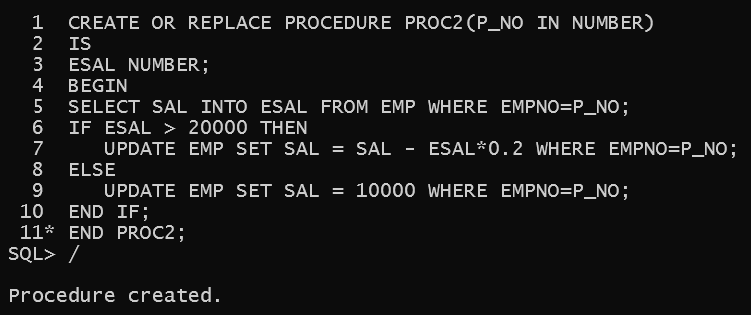 1 CREATE OR REPLACE PROCEDURE PROC2(P_NO IN NUMBER)
2 IS
3 ESAL NUMBER;
4 BEGIN
5 SELECT SAL INTO ESAL FROM EMP WHERE EMPNO=P_NO;
6 IF ESAL > 20000 THEN
7 UPDATE EMP SET SAL = SAL - ESAL*0.2 WHERE EMPNO=P_NO;
8 ELSE
9 UPDATE EMP SET SAL = 10000 WHERE EMPNO=P_NO;
10 END IF;
11* END PROC2;
SQL> /
Procedure created.